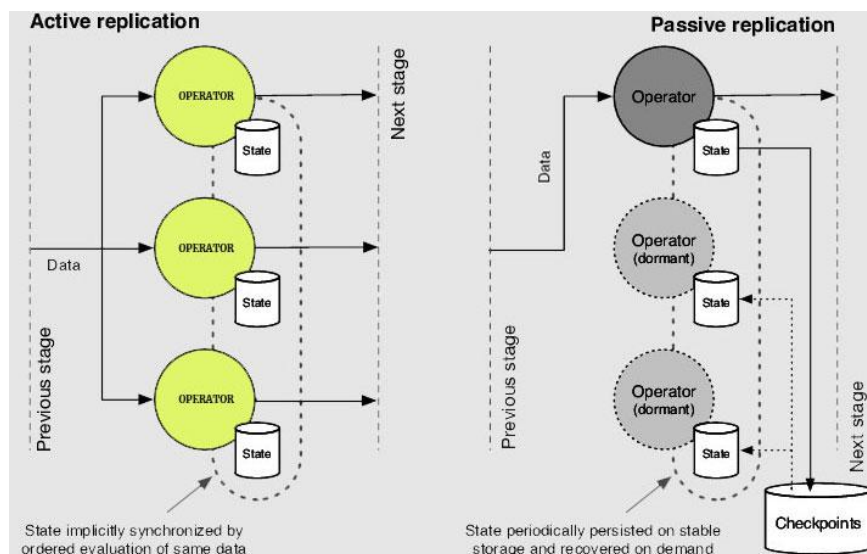 Active replication
OPERATOR
State
OPERATOR
State
OPERATOR
State
Data
Previous stage
Next stage
State implicitly synchronized by
ordered evaluation of same data
Passive replication
Operator
State
Operator
(dormant)
State
Operator
(dormant)
State
Data
Previous stage
Next stage
Checkpoints
State periodically persisted on stable
storage and recovered on demand